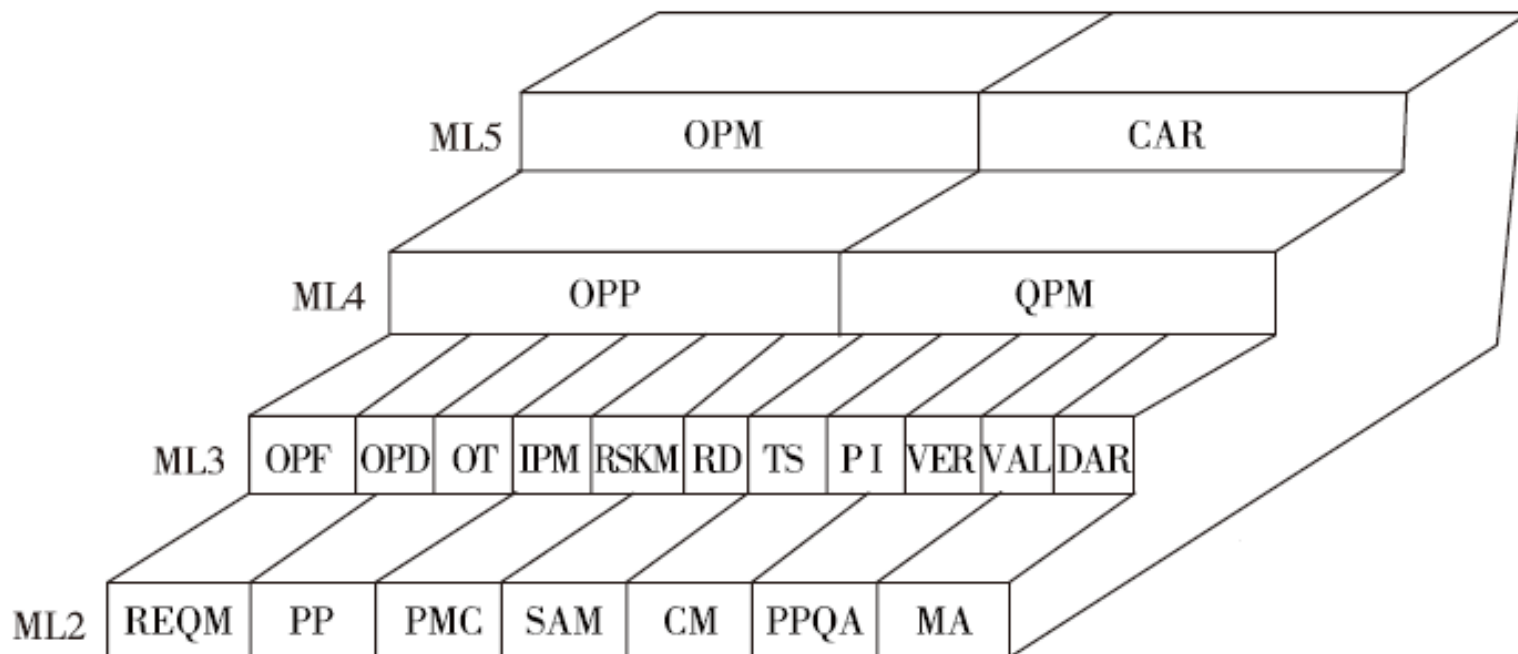 ML5 OPM CAR
ML4 OPP QPM
ML3 OPF OPD OT IPM RSKM RD TS PI VER VAL DAR
ML2 REQM PP PMC SAM CM PPQA MA